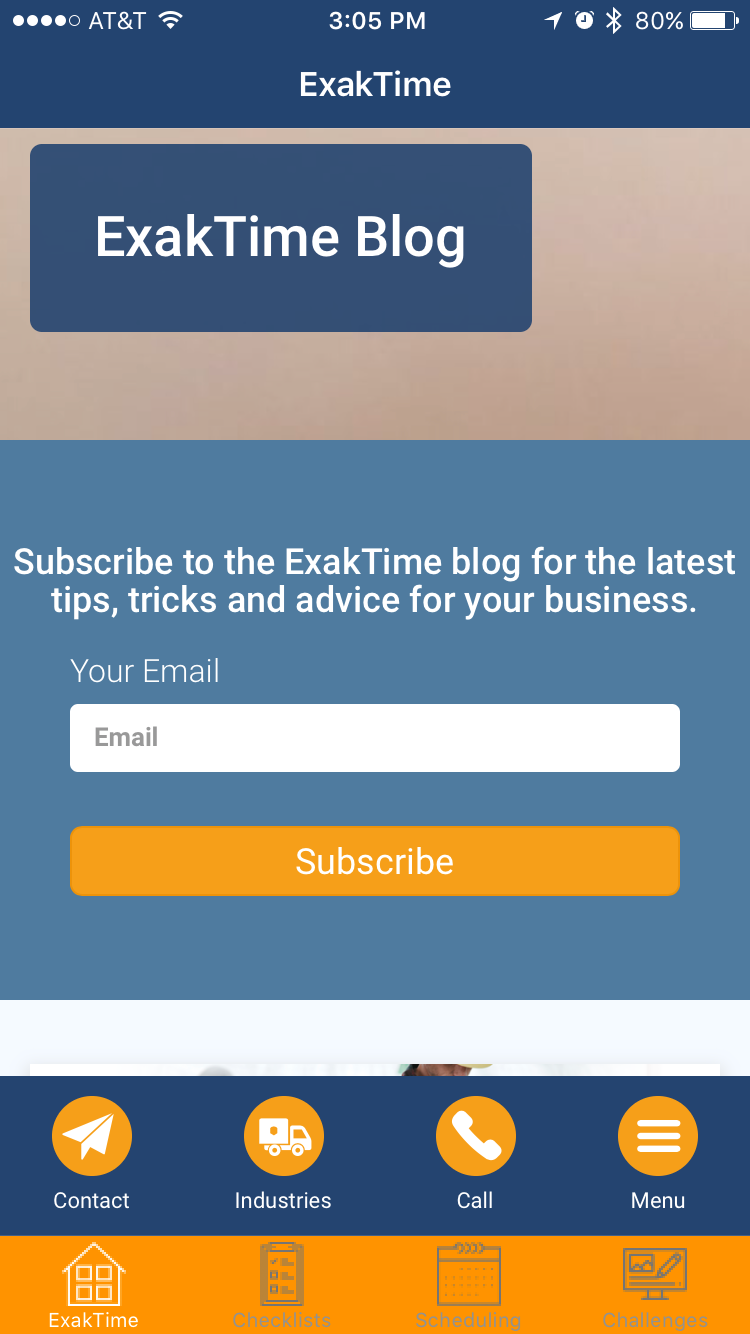 AT&T 3:05 PM 80%
ExakTime
ExakTime Blog
Subscribe to the ExakTime blog for the latest
tips, tricks and advice for your business.
Your Email
Email
Subscribe
Contact Industries Call Menu
ExakTime Checklists Scheduling Challenges